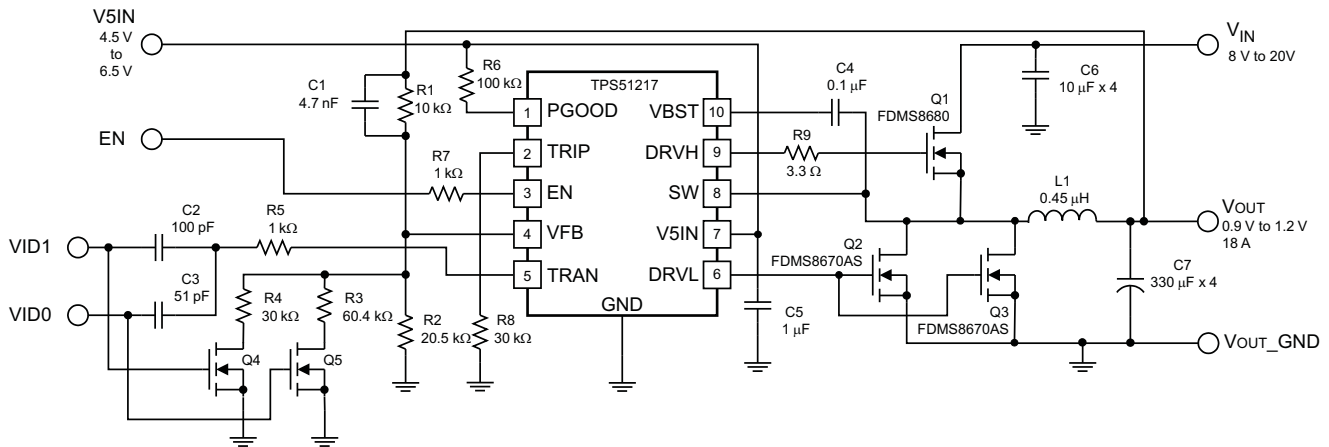 V5IN
4.5 V
to
6.5 V
EN
VID1
VID0
C1
4.7 nF
R1
10 kΩ
R6
100 kΩ
R7
1 kΩ
C2
100 pF
R5
1 kΩ
C3
51 pF
R4
30 kΩ
R3
60.4 kΩ
R2
20.5 kΩ
R8
30 kΩ
Q4
Q5
TPS51217
1 PGOOD VBST 10
2 TRIP DRVH 9
3 EN SW 8
4 VFB V5IN 7
5 TRAN DRVL 6
GND
C4
0.1 μF
R9
3.3 Ω
Q1
FDMS8680
C6
10 μF x 4
VIN
8 V to 20V
L1
0.45 μH
VOUT
0.9 V to 1.2 V
18 A
Q2
FDMS8670AS
Q3
FDMS8670AS
C5
1 μF
C7
330 μF x 4
VOUT_GND